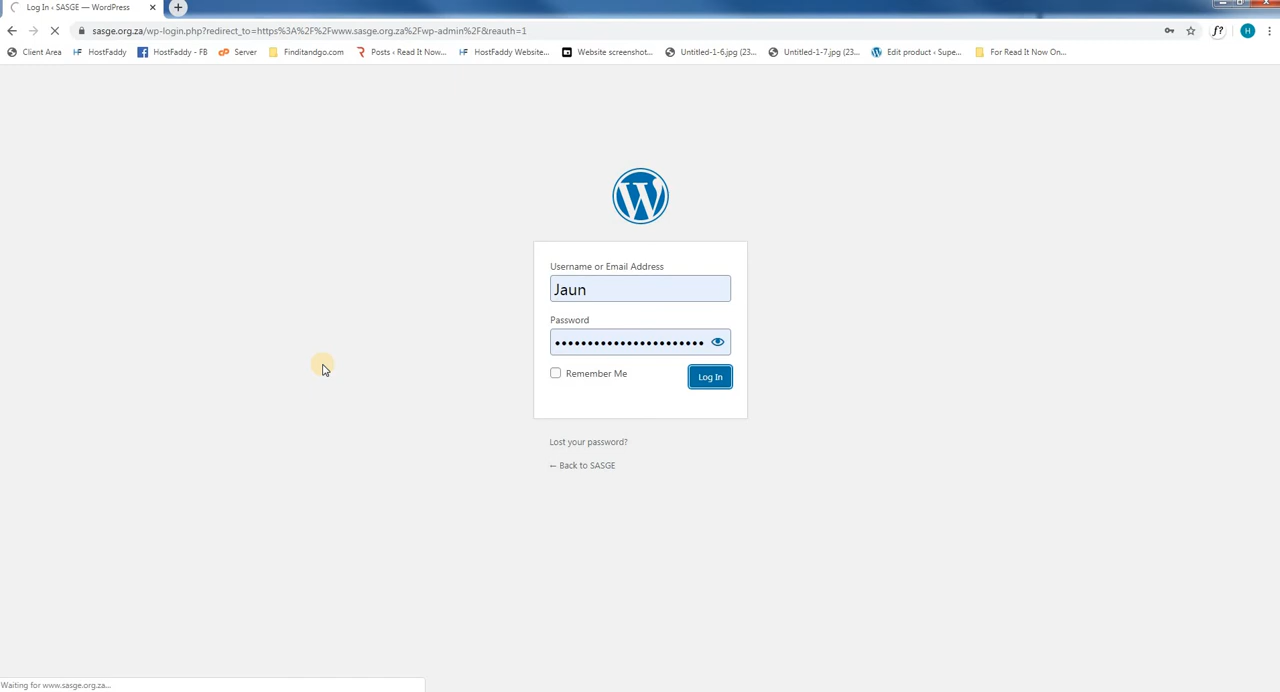 Log In ‹ SASGE — WordPress
sasge.org.za/wp-login.php?redirect_to=https%3A%2F%2Fwww.sasge.org.za%2Fwp-admin%2F&reauth=1
f?
H
Client Area HostFaddy HostFaddy - FB Server Finditandgo.com Posts ‹ Read It Now... HostFaddy Website... Website screenshot... Untitled-1-6.jpg (23... Untitled-1-7.jpg (23... Edit product ‹ Supe... For Read It Now On...
Username or Email Address
Jaun
Password
Remember Me
Log In
Lost your password?
← Back to SASGE
Waiting for www.sasge.org.za...